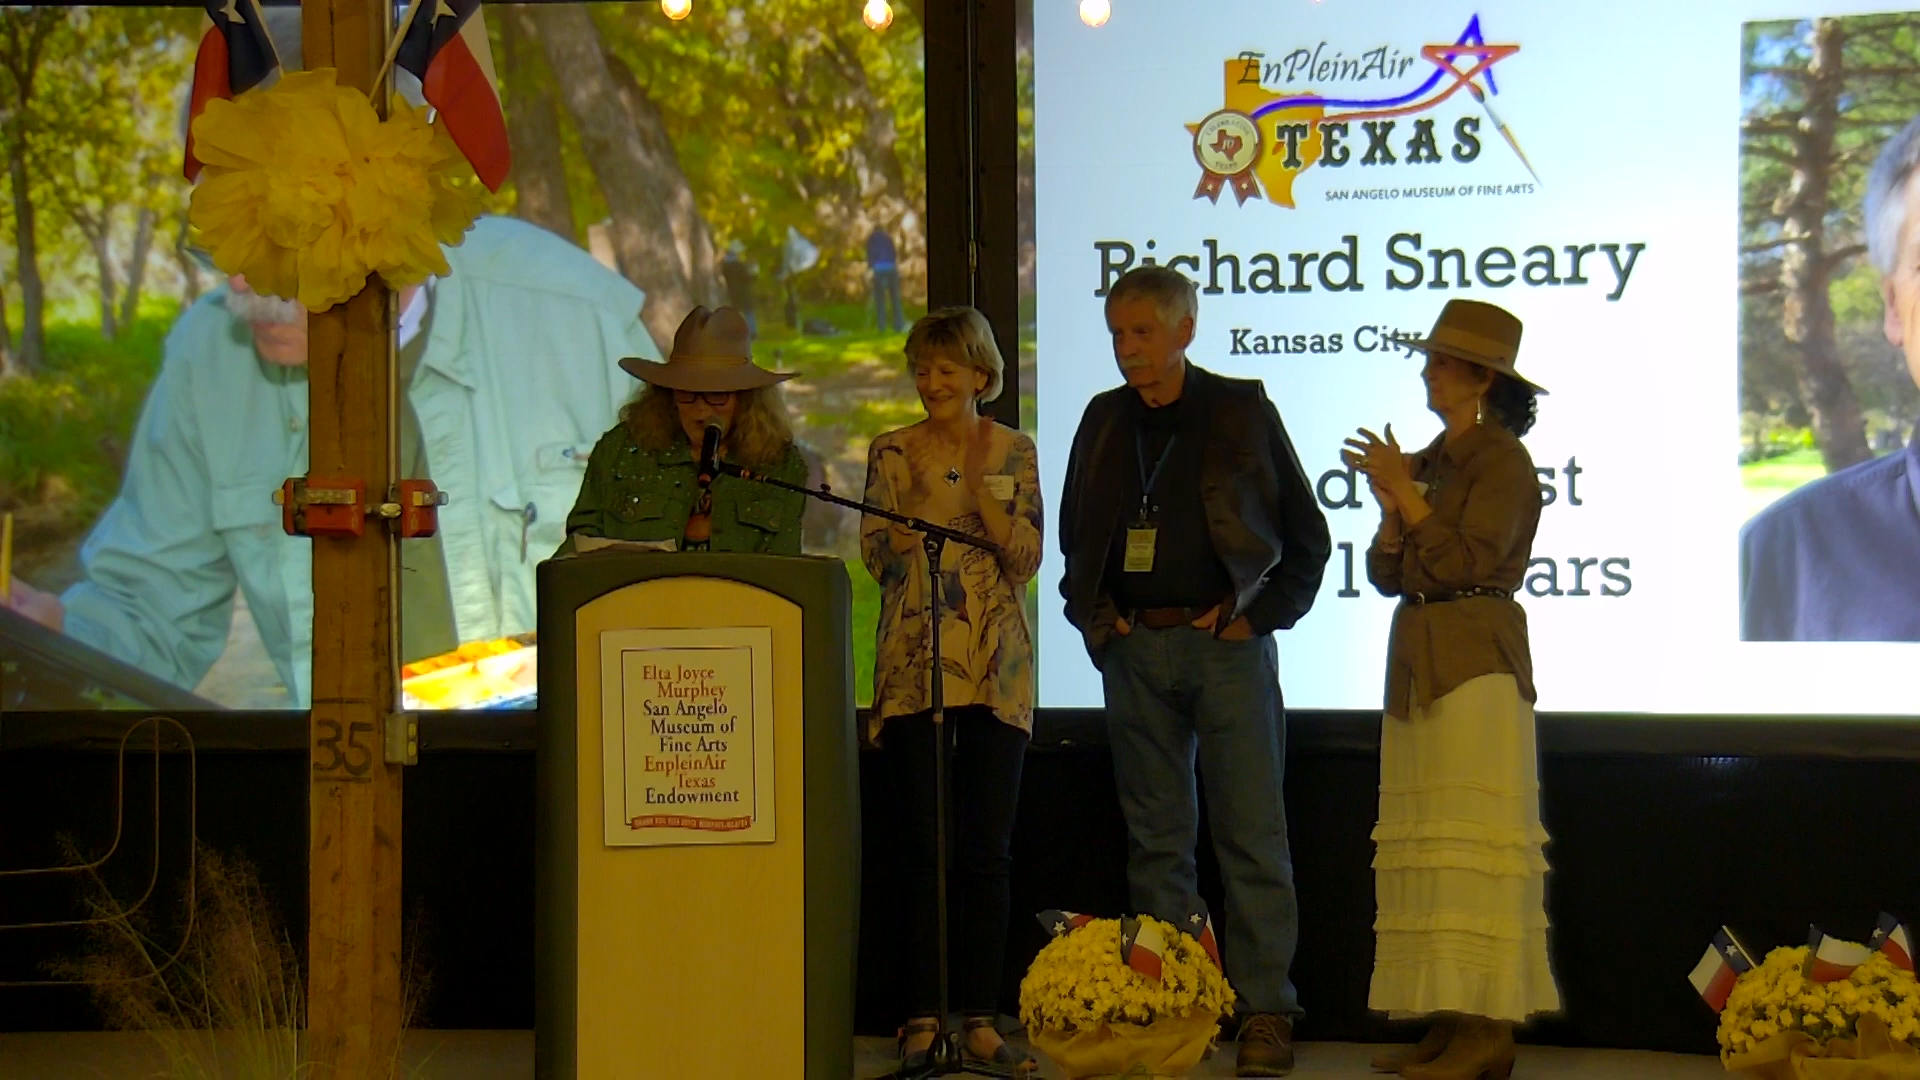 EnPleinAir
TEXAS
SAN ANGELO MUSEUM OF FINE ARTS
Richard Sneary
Kansas City
10
35
Elta Joyce
Murphey
San Angelo
Museum of
Fine Arts
EnpleinAir
Texas
Endowment